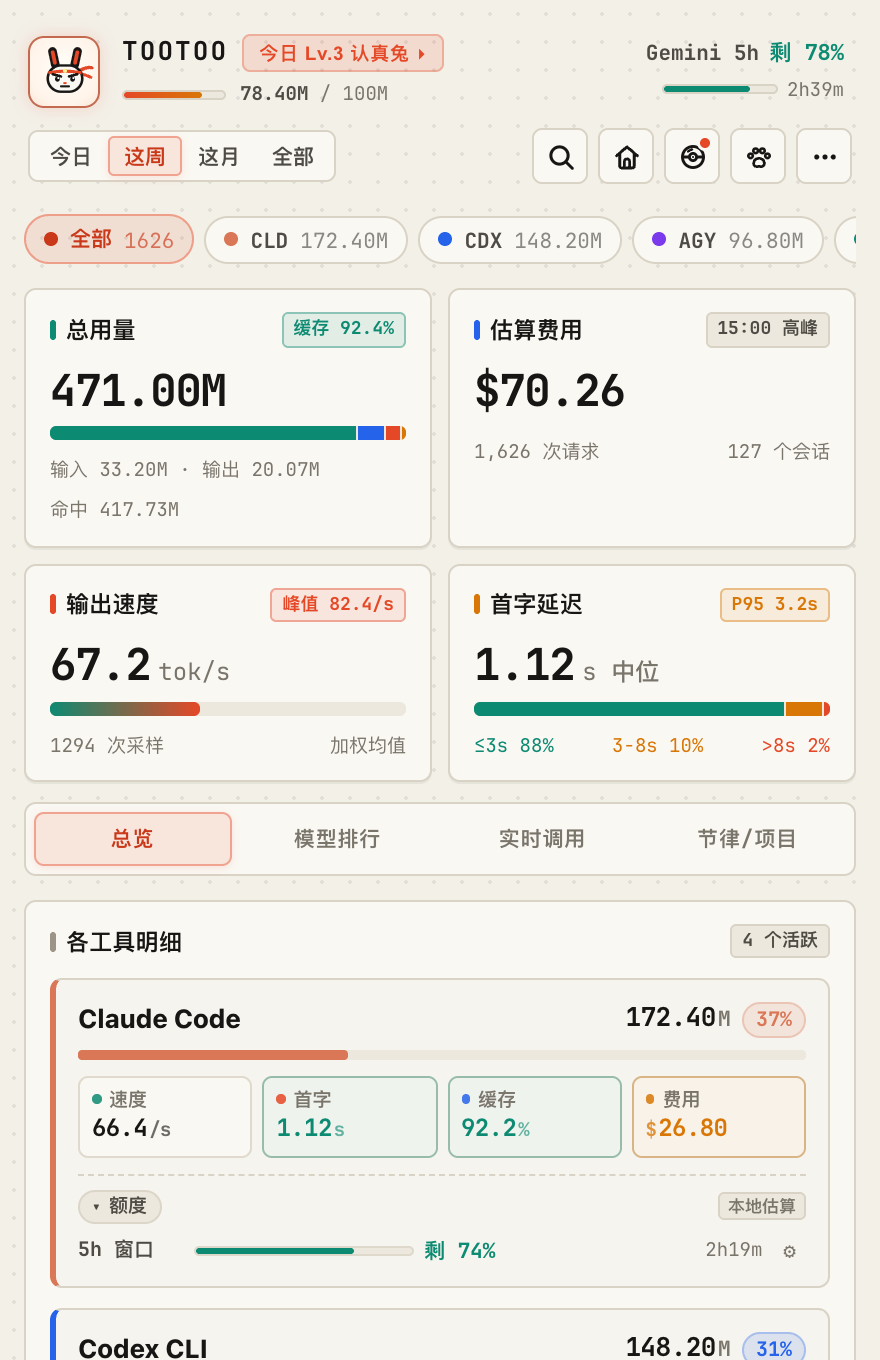 TOOTOO 今日 Lv.3 认真兔
78.40M / 100M
Gemini 5h 剩 78%
2h39m
今日 这周 这月 全部
全部 1626 CLD 172.40M CDX 148.20M AGY 96.80M
总用量 缓存 92.4%
471.00M
输入 33.20M · 输出 20.07M
命中 417.73M
估算费用 15:00 高峰
$70.26
1,626 次请求 127 个会话
输出速度 峰值 82.4/s
67.2 tok/s
1294 次采样 加权均值
首字延迟 P95 3.2s
1.12 s 中位
≤3s 88% 3-8s 10% >8s 2%
总览 模型排行 实时调用 节律/项目
各工具明细 4 个活跃
Claude Code 172.40M 37%
速度 首字 缓存 费用
66.4/s 1.12s 92.2% $26.80
▾ 额度 本地估算
5h 窗口 剩 74% 2h19m ⚙
Codex CLI 148.20M 31%